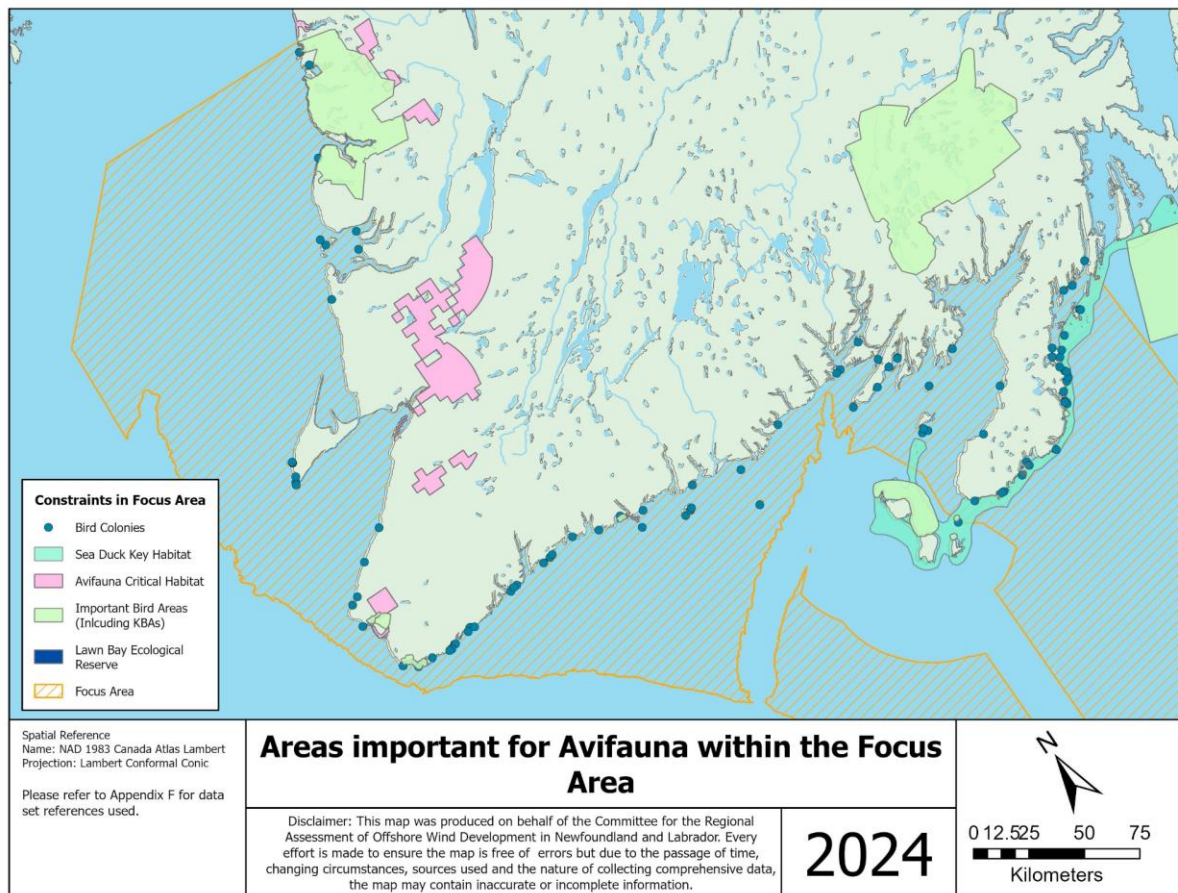 Constraints in Focus Area
Bird Colonies
Sea Duck Key Habitat
Avifauna Critical Habitat
Important Bird Areas
(Inlcuding KBAs)
Lawn Bay Ecological
Reserve
Focus Area
Spatial Reference
Name: NAD 1983 Canada Atlas Lambert
Projection: Lambert Conformal Conic
Please refer to Appendix F for data
set references used.
Areas important for Avifauna within the Focus
Area
Disclaimer: This map was produced on behalf of the Committee for the Regional
Assessment of Offshore Wind Development in Newfoundland and Labrador. Every
effort is made to ensure the map is free of errors but due to the passage of time,
changing circumstances, sources used and the nature of collecting comprehensive data,
the map may contain inaccurate or incomplete information.
2024
N
0 12.525 50 75
Kilometers